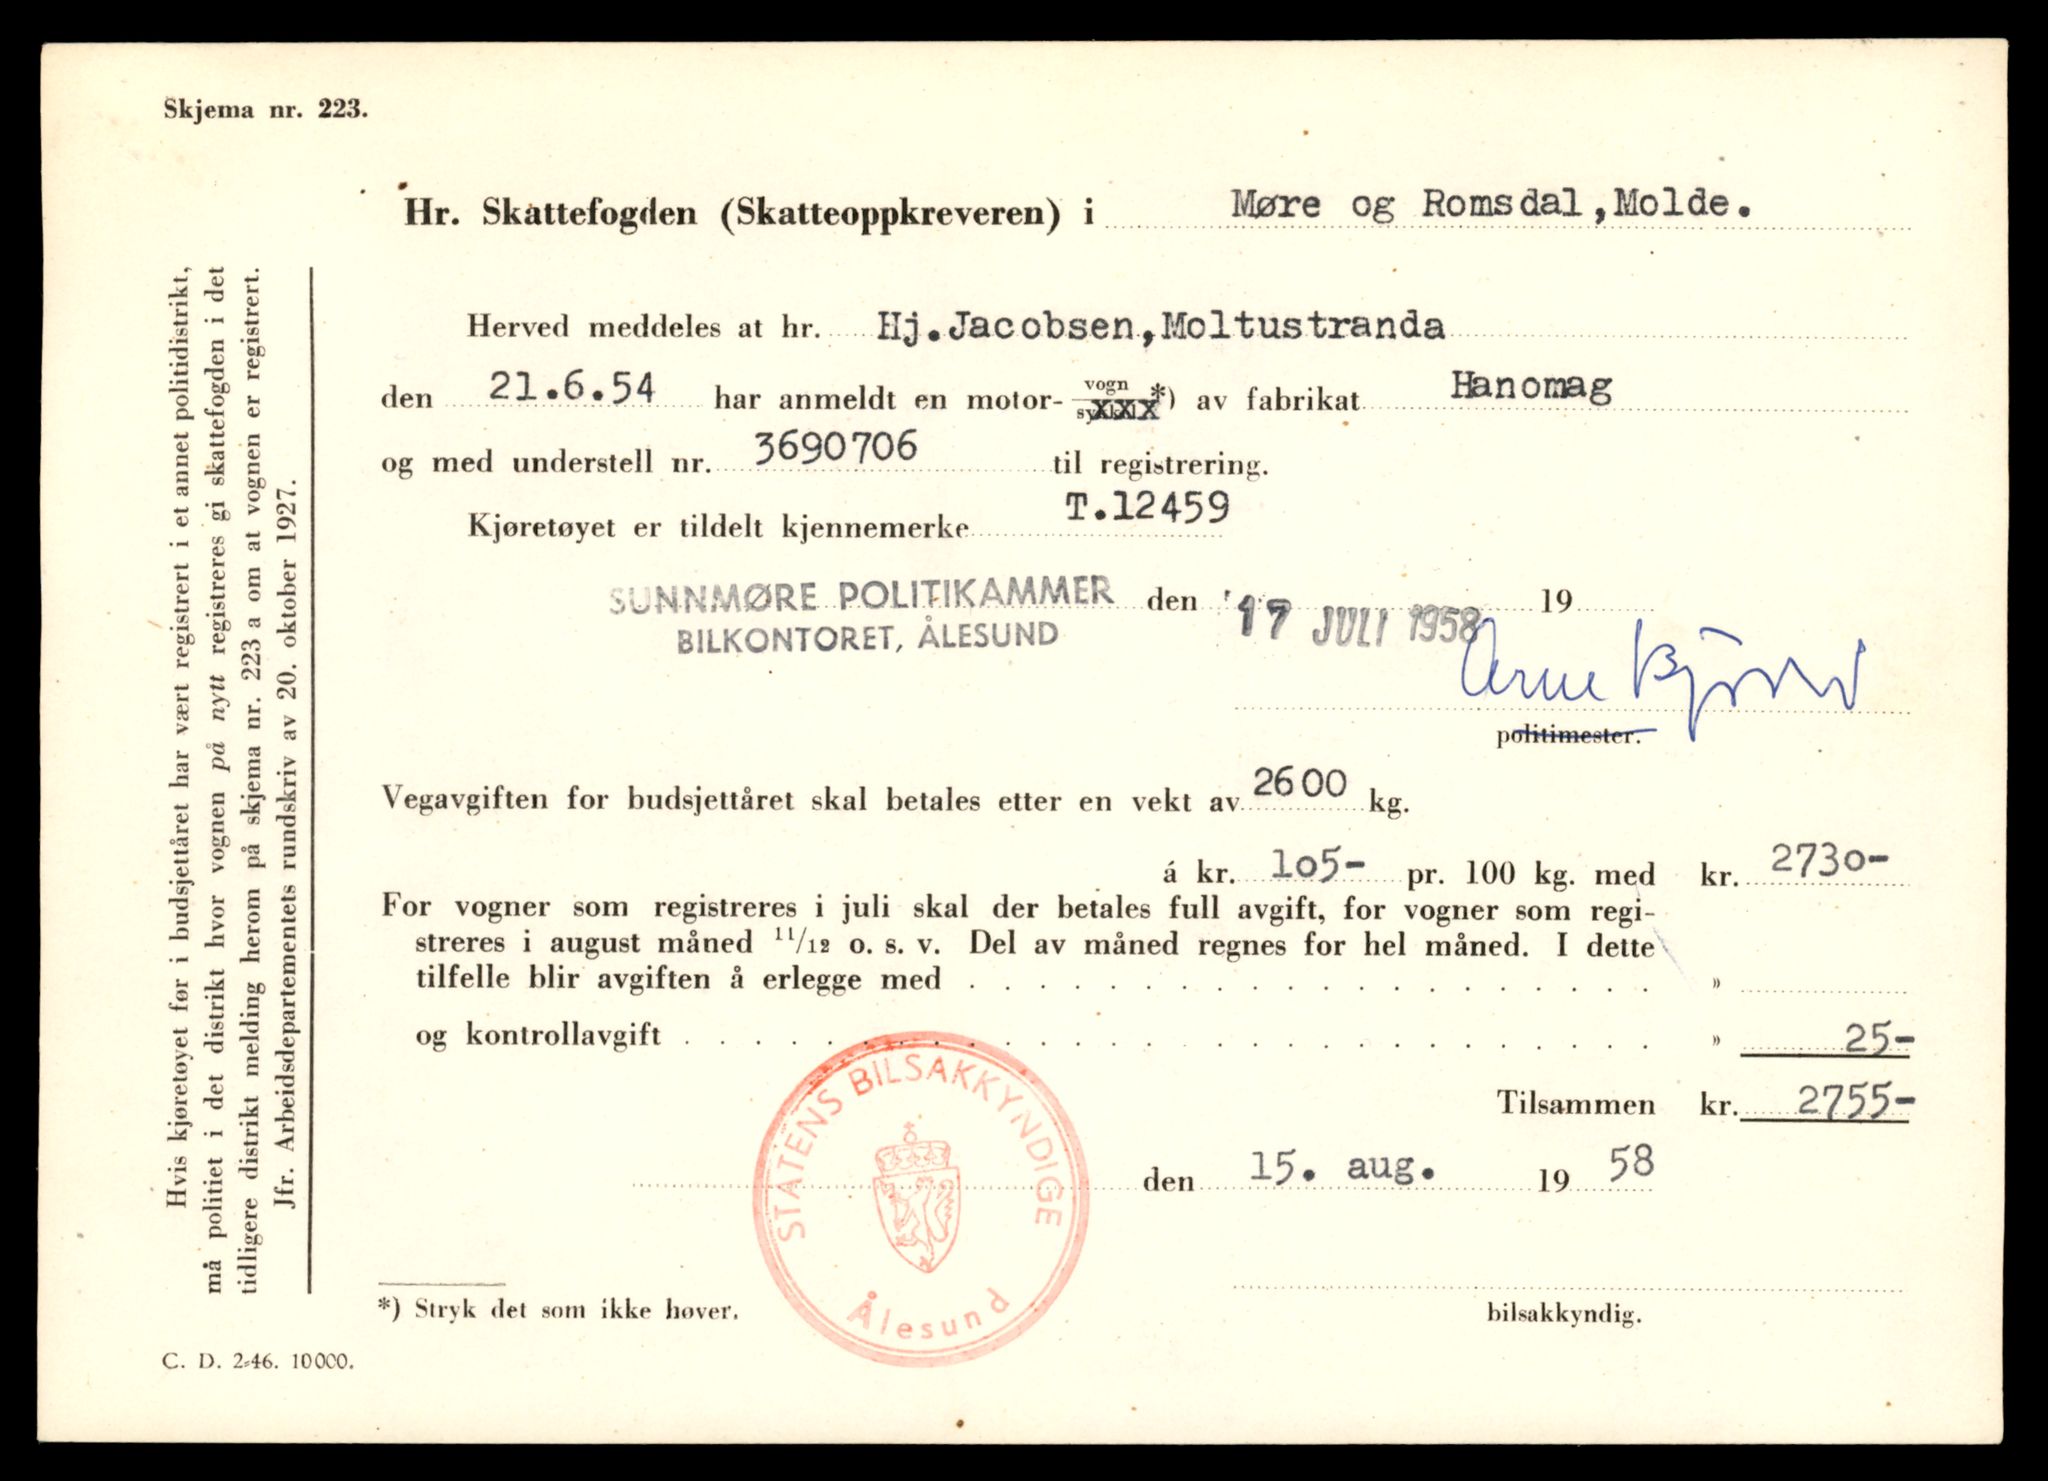 Skjema nr. 223.
Hr. Skattefogden (Skatteoppkreveren) i Møre og Romsdal, Molde.
Herved meddeles at hr. Hj. Jacobsen, Moltustranda
den 21.6.54 har anmeldt en motor- vogn *) av fabrikat Hanomag
og med understell nr. 3690706 til registrering.
Kjøretøyet er tildelt kjennemerke T.12459
SUNNMØRE POLITIKAMMER den 17 JULI 1958 19
BILKONTORET, ÅLESUND
Arne
politimester.
Vegavgiften for budsjettåret skal betales etter en vekt av 2600 kg.
á kr. 105- pr. 100 kg. med kr. 2730-
For vogner som registreres i juli skal der betales full avgift, for vogner som regi-
streres i august måned 11/12 o. s. v. Del av måned regnes for hel måned. I dette
tilfelle blir avgiften å erlegge med . . . . . . . . . . . . . . . . . . . »
og kontrollavgift . . . . . . . . . . . . . . . . . . . . . . . . . . » 25-
Tilsammen kr. 2755-
den 15. aug. 19 58
STATENS BILSAKKYNDIGE
Ålesund
*) Stryk det som ikke høver.
bilsakkyndig.
C. D. 2-46. 10000.
Hvis kjøretøyet før i budsjettåret har vært registrert i et annet politidistrikt,
må politiet i det distrikt hvor vognen på nytt registreres gi skattefogden i det
tidligere distrikt melding herom på skjema nr. 223 a om at vognen er registrert.
Jfr. Arbeidsdepartementets rundskriv av 20. oktober 1927.